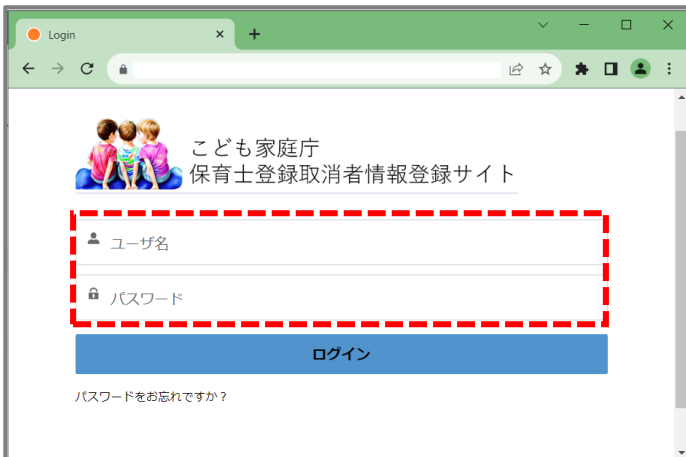 Login
こども家庭庁
保育士登録取消者情報登録サイト
ユーザ名
パスワード
ログイン
パスワードをお忘れですか？